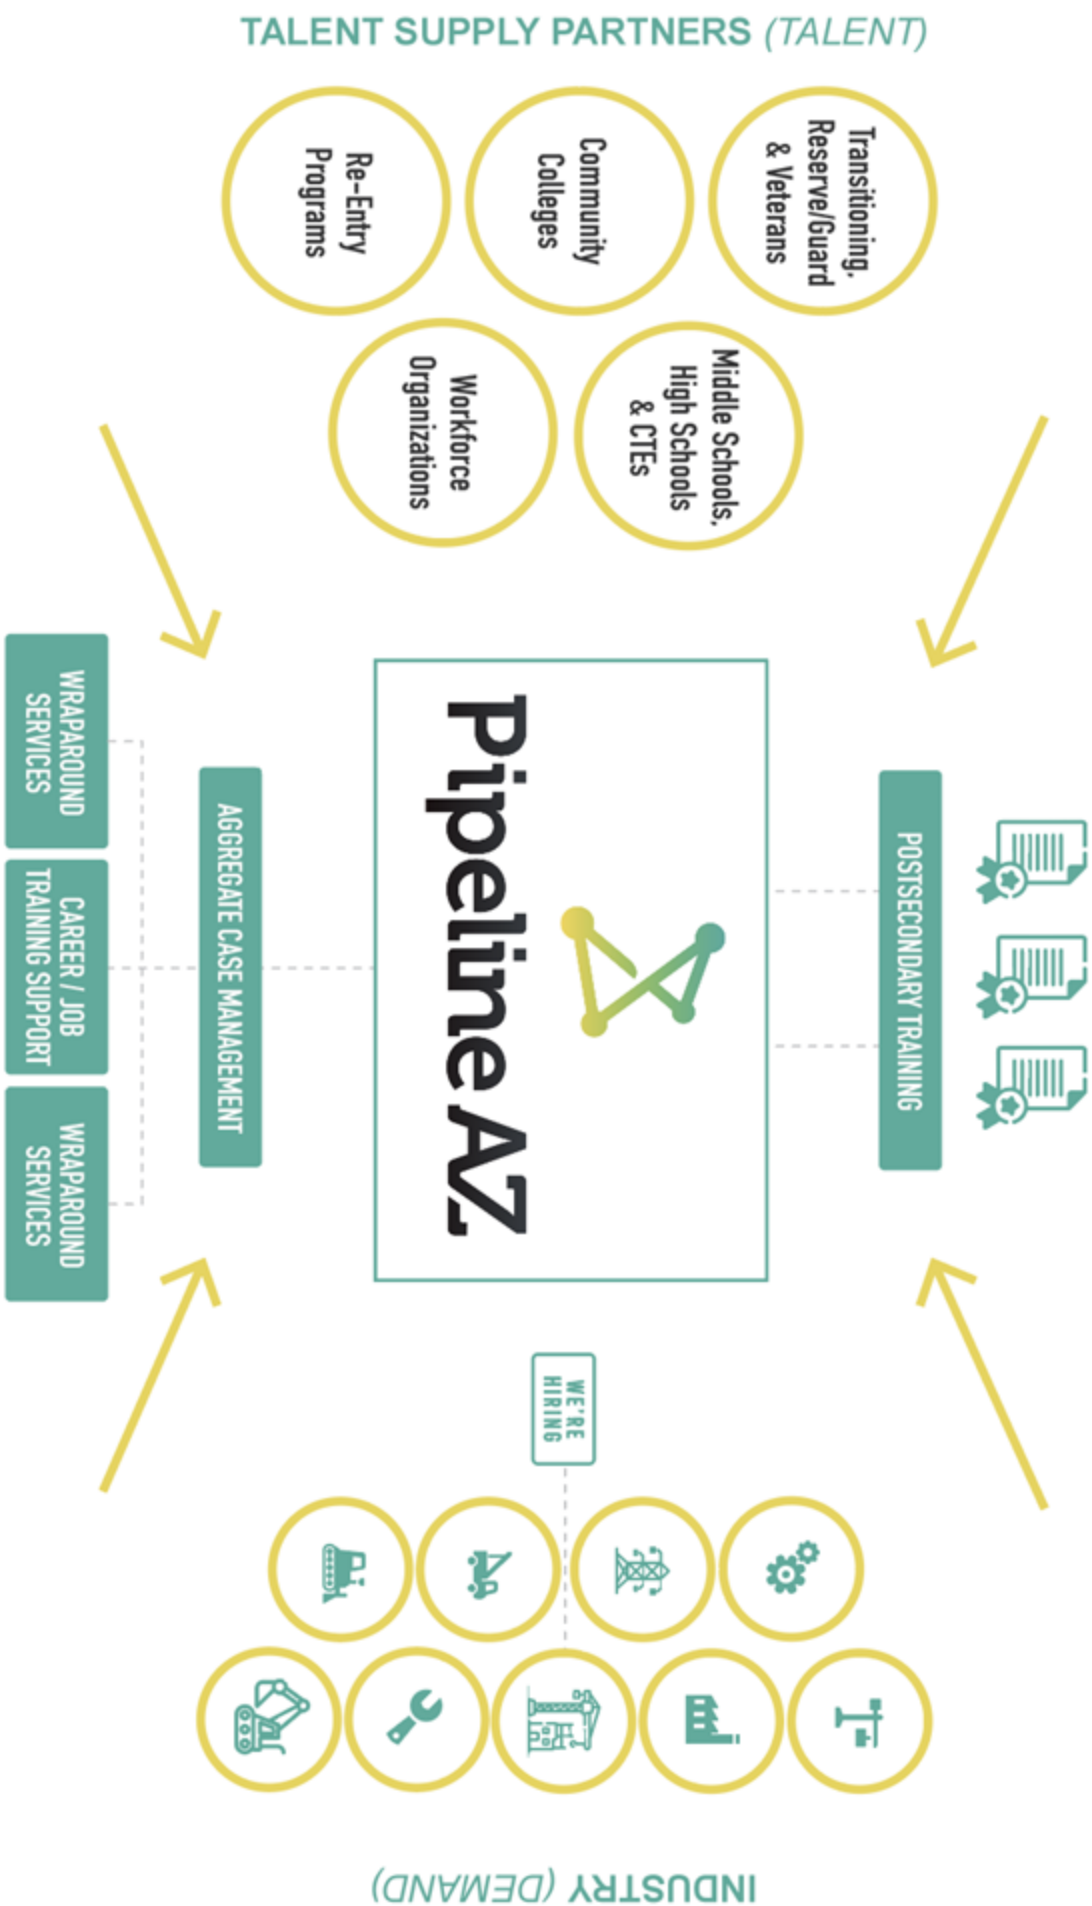 TALENT SUPPLY PARTNERS (TALENT)
Transitioning,
Reserve/Guard
& Veterans
Community
Colleges
Re-Entry
Programs
Middle Schools,
High Schools
& CTEs
Workforce
Organizations
POSTSECONDARY TRAINING
Pipeline AZ
AGGREGATE CASE MANAGEMENT
WRAPAROUND
SERVICES
CAREER / JOB
TRAINING SUPPORT
WRAPAROUND
SERVICES
WE'RE
HIRING
INDUSTRY (DEMAND)